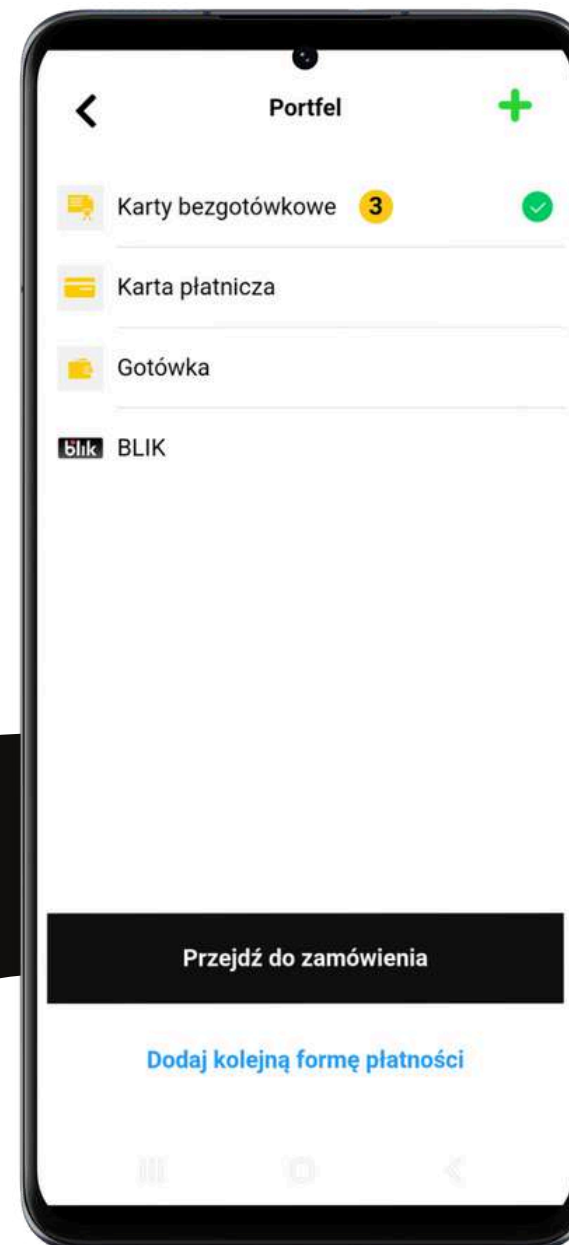 Portfel
Karty bezgotówkowe 3
Karta płatnicza
Gotówka
blik BLIK
Przejdź do zamówienia
Dodaj kolejną formę płatności